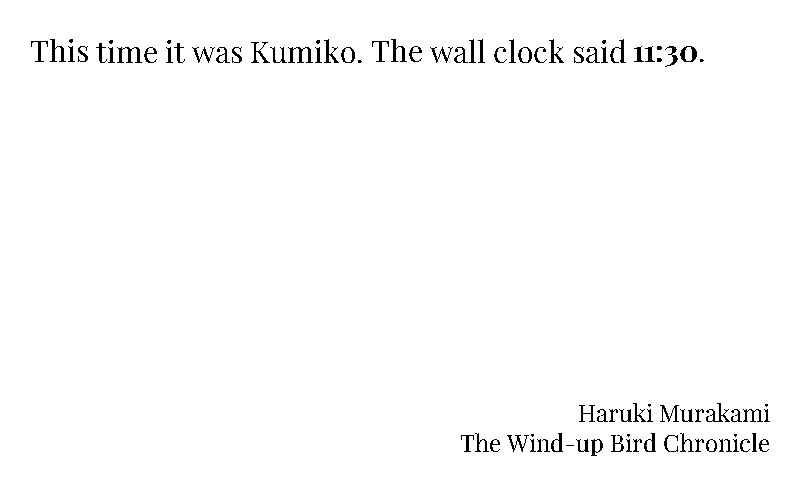 This time it was Kumiko. The wall clock said 11:30.
Haruki Murakami
The Wind-up Bird Chronicle